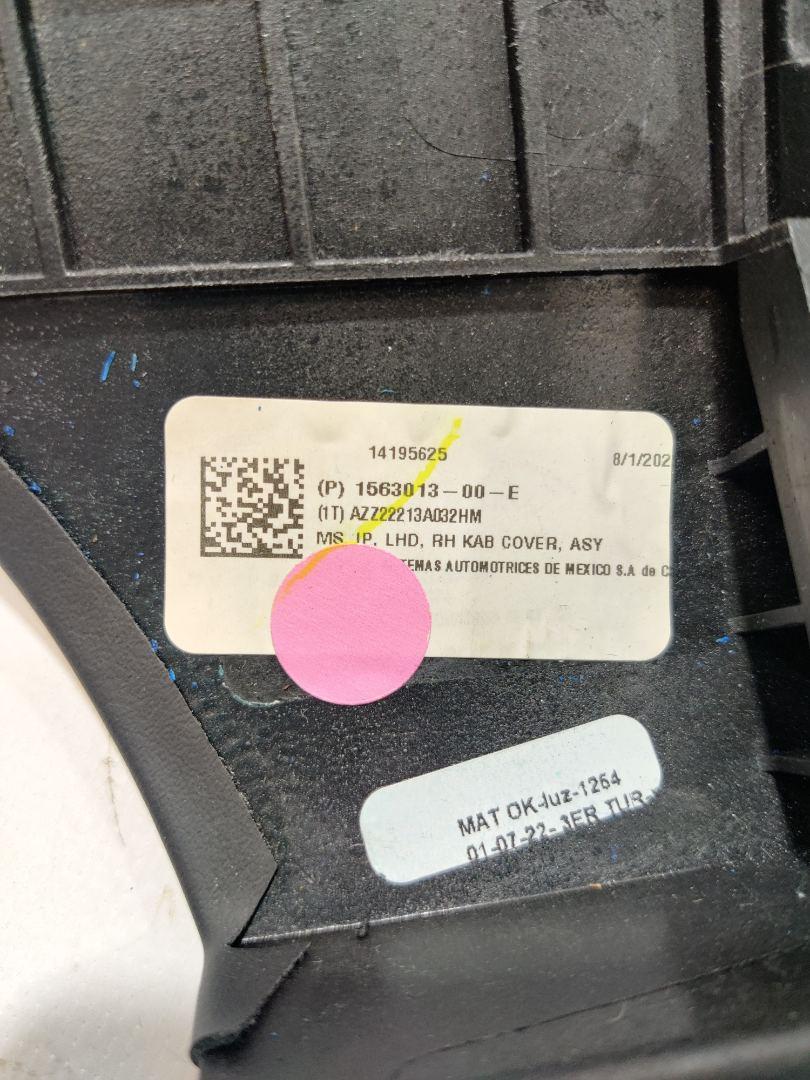 14195625
8/1/202
(P) 1563013-00-E
(1T) AZZ22213A032HM
MS, IP, LHD, RH KAB COVER, ASY
TEMAS AUTOMOTRICES DE MEXICO S.A de C
MAT OK-luz-1264
01-07-22- 3ER TUR-